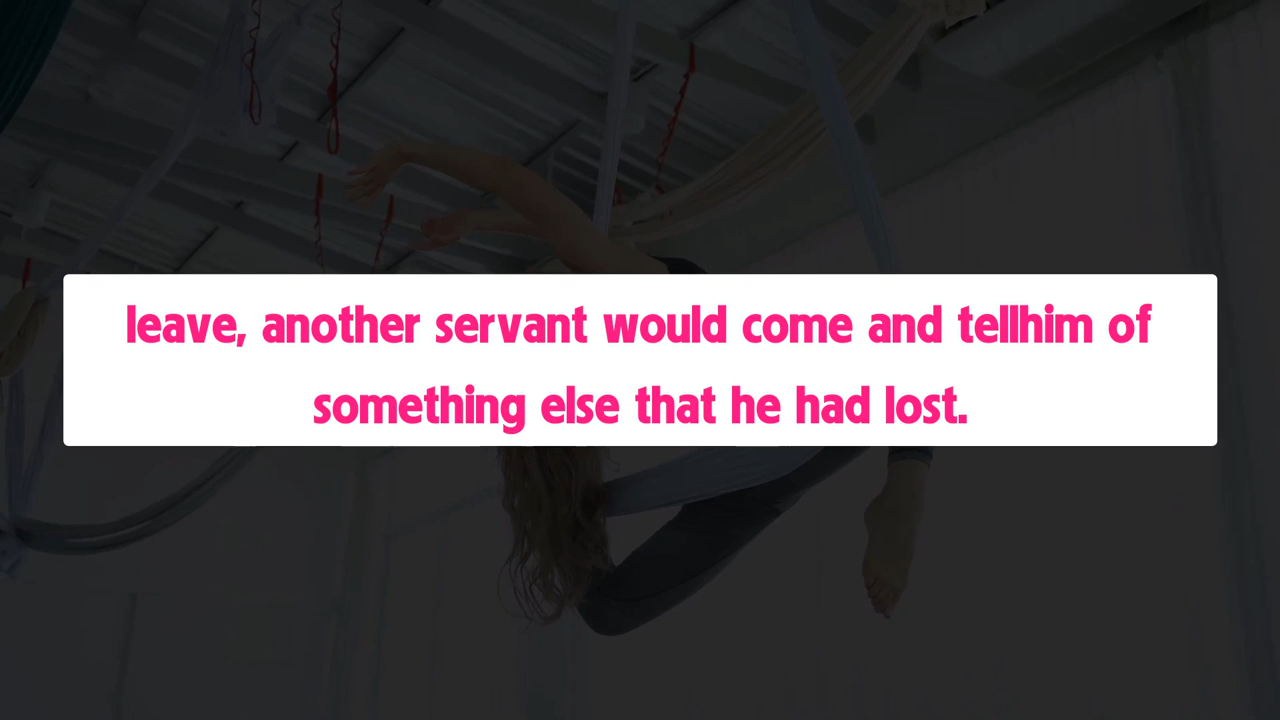 leave, another servant would come and tellhim of
something else that he had lost.